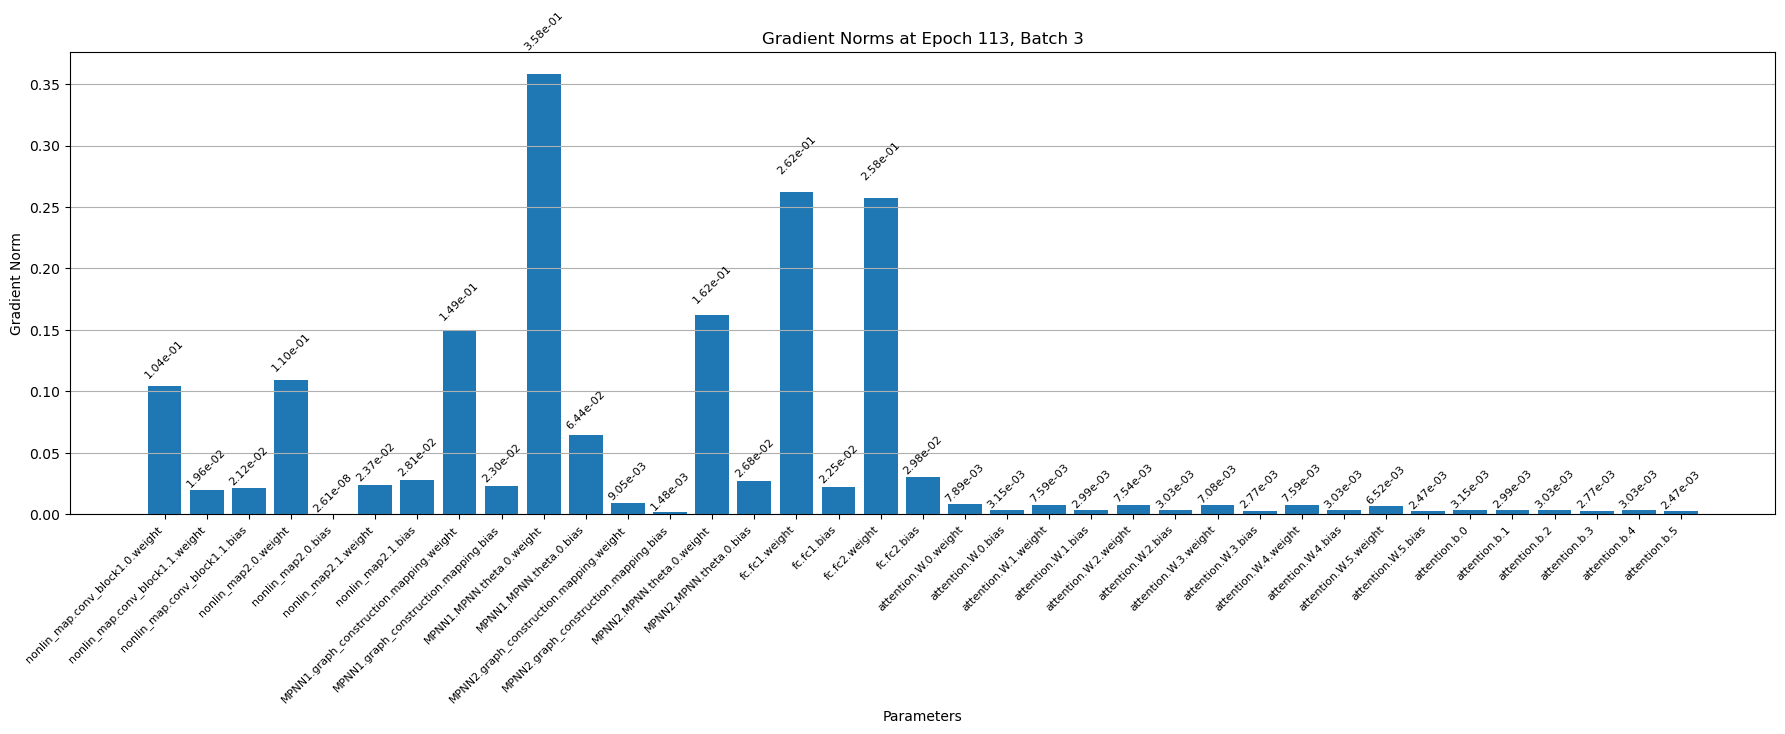 Gradient Norms at Epoch 113, Batch 3
Gradient Norm
0.35
0.30
0.25
0.20
0.15
0.10
0.05
0.00
1.04e-01
1.96e-02
2.12e-02
1.10e-01
2.61e-08
2.37e-02
2.81e-02
1.49e-01
2.30e-02
3.58e-01
6.44e-02
9.05e-03
1.48e-03
1.62e-01
2.68e-02
2.62e-01
2.25e-02
2.58e-01
2.98e-02
7.89e-03
3.15e-03
7.59e-03
2.99e-03
7.54e-03
3.03e-03
7.08e-03
2.77e-03
7.59e-03
3.03e-03
6.52e-03
2.47e-03
3.15e-03
2.99e-03
3.03e-03
2.77e-03
3.03e-03
2.47e-03
nonlin_map.conv_block1.0.weight
nonlin_map.conv_block1.1.weight
nonlin_map.conv_block1.1.bias
nonlin_map2.0.weight
nonlin_map2.0.bias
nonlin_map2.1.weight
nonlin_map2.1.bias
MPNN1.graph_construction.mapping.weight
MPNN1.graph_construction.mapping.bias
MPNN1.MPNN.theta.0.weight
MPNN1.MPNN.theta.0.bias
MPNN2.graph_construction.mapping.weight
MPNN2.graph_construction.mapping.bias
MPNN2.MPNN.theta.0.weight
MPNN2.MPNN.theta.0.bias
fc.fc1.weight
fc.fc1.bias
fc.fc2.weight
fc.fc2.bias
attention.W.0.weight
attention.W.0.bias
attention.W.1.weight
attention.W.1.bias
attention.W.2.weight
attention.W.2.bias
attention.W.3.weight
attention.W.3.bias
attention.W.4.weight
attention.W.4.bias
attention.W.5.weight
attention.W.5.bias
attention.b.0
attention.b.1
attention.b.2
attention.b.3
attention.b.4
attention.b.5
Parameters